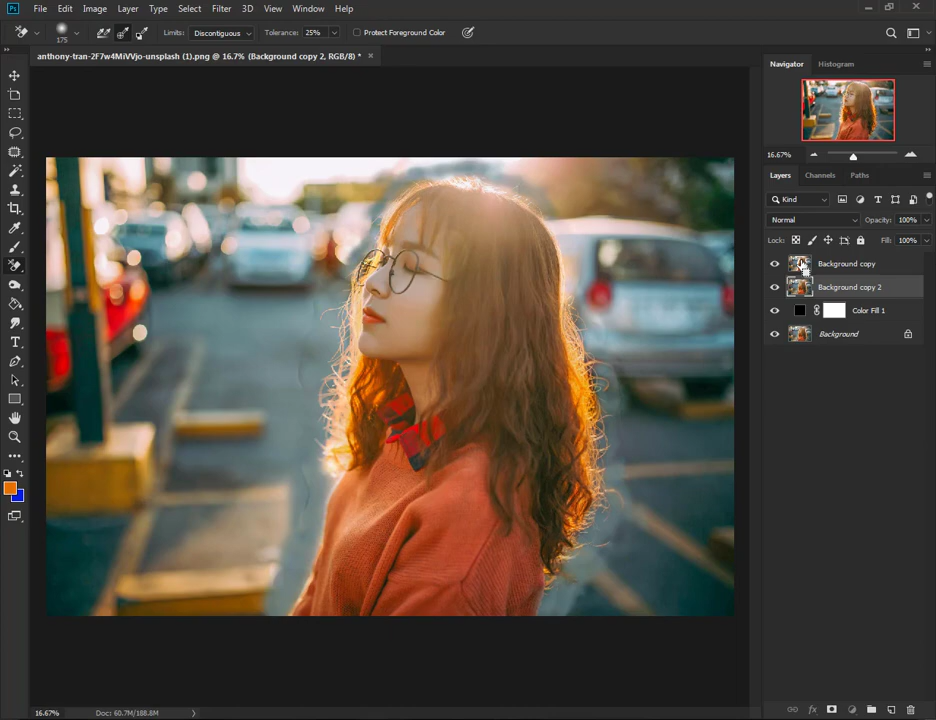 Ps File Edit Image Layer Type Select Filter 3D View Window Help
175 Limits: Discontiguous Tolerance: 25% Protect Foreground Color
anthony-tran-2F7w4MiVVjo-unsplash (1).png @ 16.7% (Background copy 2, RGB/8) *
Navigator Histogram
16.67%
Layers Channels Paths
Kind
Normal Opacity: 100%
Lock: Fill: 100%
Background copy
Background copy 2
Color Fill 1
Background
16.67% Doc: 60.7M/188.8M
fx